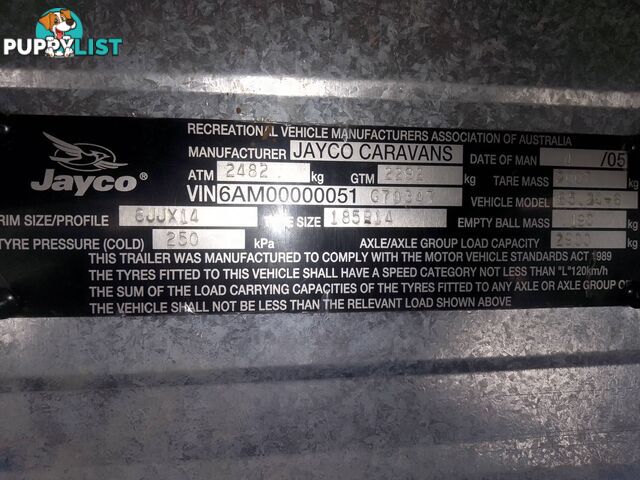 PUPPYLIST
RECREATIONAL VEHICLE MANUFACTURERS ASSOCIATION OF AUSTRALIA
MANUFACTURER JAYCO CARAVANS DATE OF MAN 4 /05
Jayco®
ATM 2482 kg GTM 2292 kg TARE MASS kg
VIN 6AM00000051 G70343 VEHICLE MODEL
RIM SIZE/PROFILE 6JJX14 SIZE 185R14 EMPTY BALL MASS kg
TYRE PRESSURE (COLD) 250 kPa AXLE/AXLE GROUP LOAD CAPACITY kg
THIS TRAILER WAS MANUFACTURED TO COMPLY WITH THE MOTOR VEHICLE STANDARDS ACT 1989
THE TYRES FITTED TO THIS VEHICLE SHALL HAVE A SPEED CATEGORY NOT LESS THAN "L"120km/h
THE SUM OF THE LOAD CARRYING CAPACITIES OF THE TYRES FITTED TO ANY AXLE OR AXLE GROUP OF
THE VEHICLE SHALL NOT BE LESS THAN THE RELEVANT LOAD SHOWN ABOVE